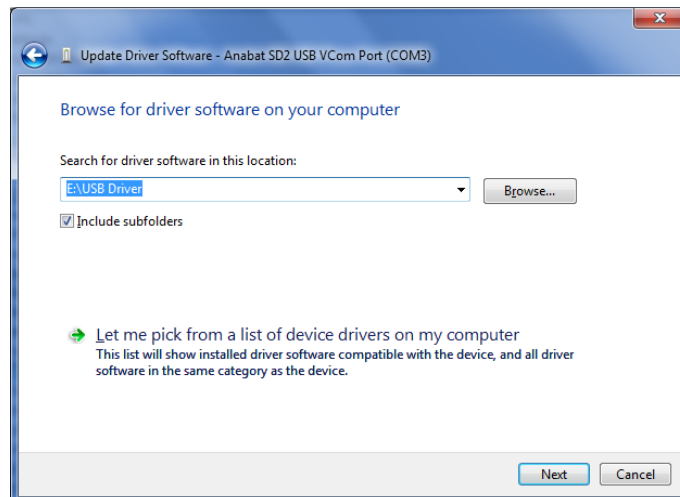 Update Driver Software - Anabat SD2 USB VCom Port (COM3)
Browse for driver software on your computer
Search for driver software in this location:
E:\USB Driver
Browse...
Include subfolders
Let me pick from a list of device drivers on my computer
This list will show installed driver software compatible with the device, and all driver
software in the same category as the device.
Next
Cancel